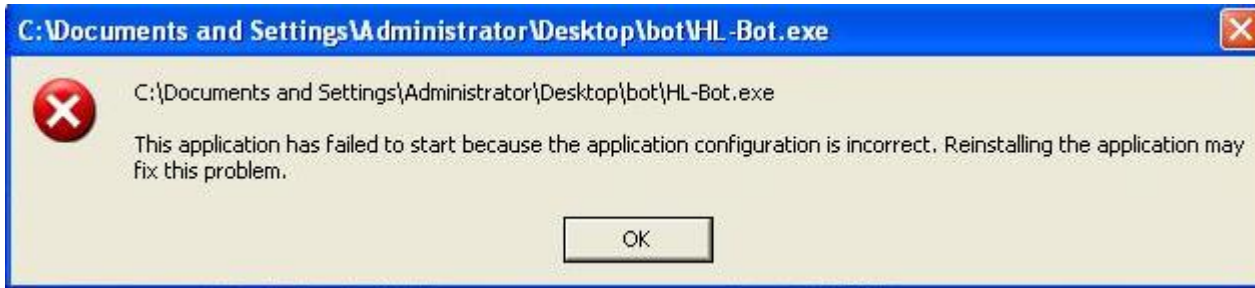 C:\Documents and Settings\Administrator\Desktop\bot\HL-Bot.exe
C:\Documents and Settings\Administrator\Desktop\bot\HL-Bot.exe
This application has failed to start because the application configuration is incorrect. Reinstalling the application may
fix this problem.
OK